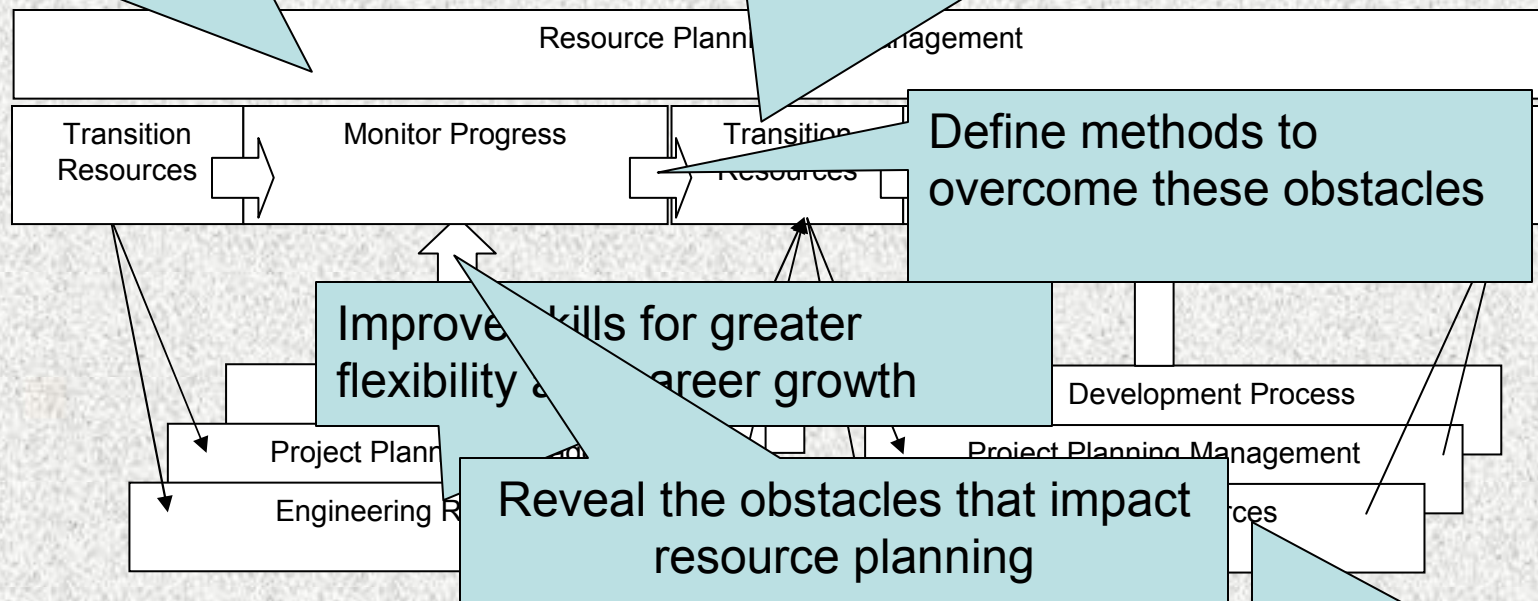 Resource Plann agement
Transition
Resources
Monitor Progress
Transition
Resources
Define methods to
overcome these obstacles
Improve kills for greater
flexibility a areer growth
Development Process
Project Plann
Project Planning Management
Engineering R
rces
Reveal the obstacles that impact
resource planning